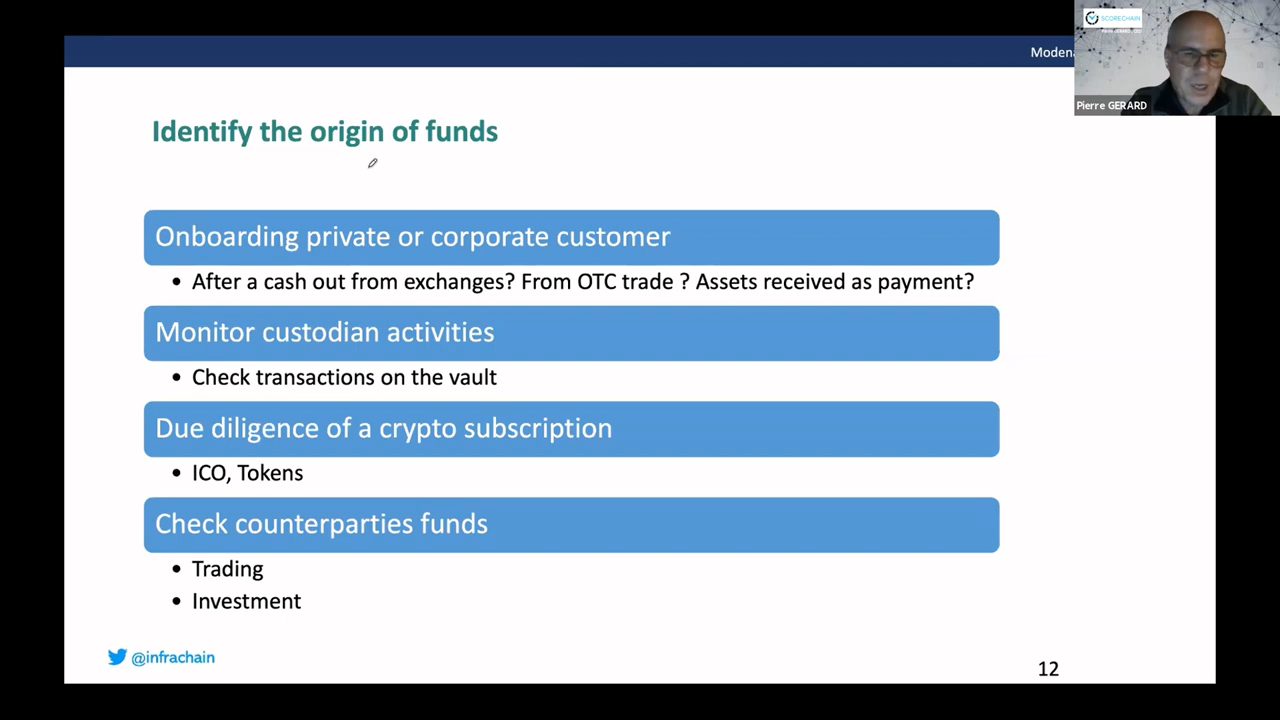 Moden
SCORECHAIN
Pierre GERARD
Identify the origin of funds
Onboarding private or corporate customer
• After a cash out from exchanges? From OTC trade ? Assets received as payment?
Monitor custodian activities
• Check transactions on the vault
Due diligence of a crypto subscription
• ICO, Tokens
Check counterparties funds
• Trading
• Investment
@infrachain
12